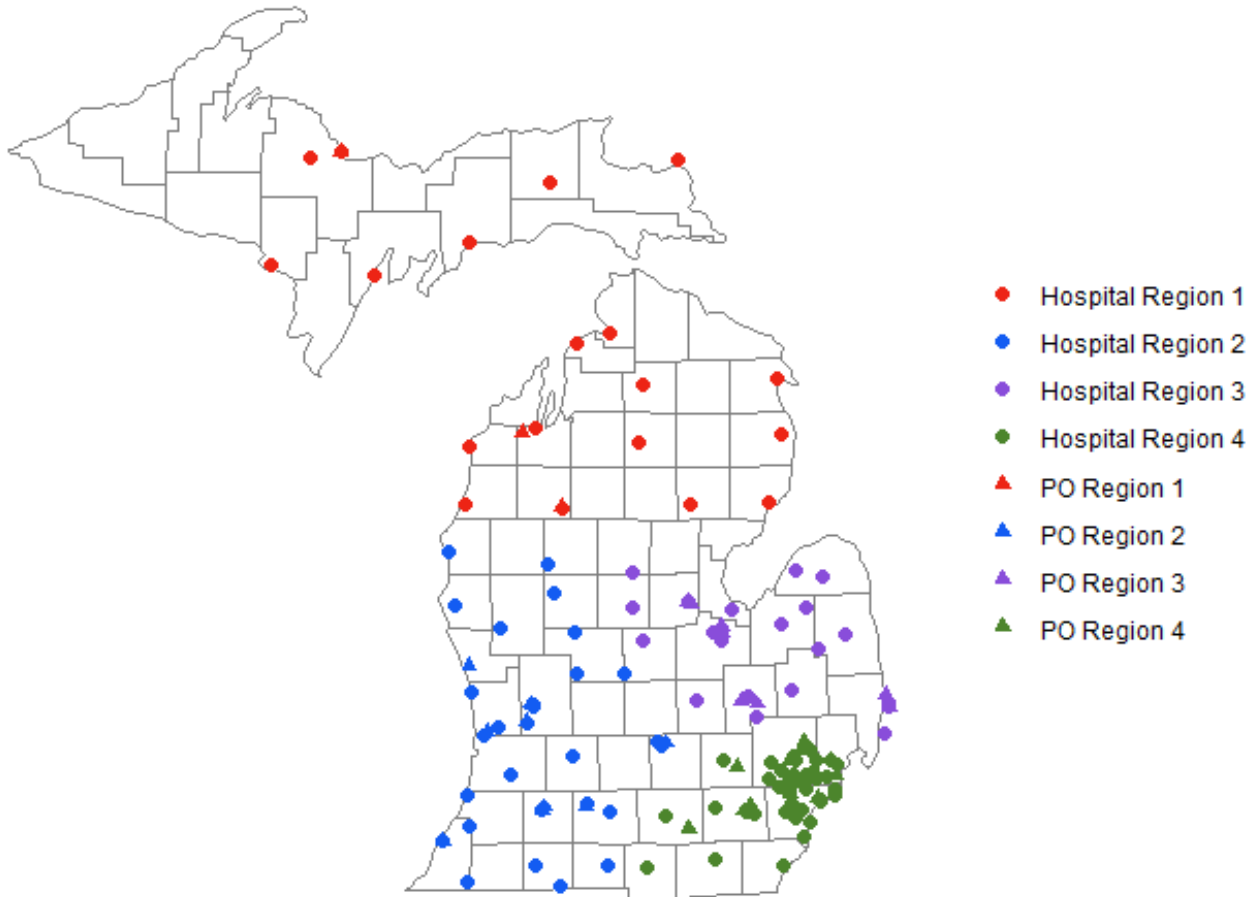 Hospital Region 1
Hospital Region 2
Hospital Region 3
Hospital Region 4
PO Region 1
PO Region 2
PO Region 3
PO Region 4